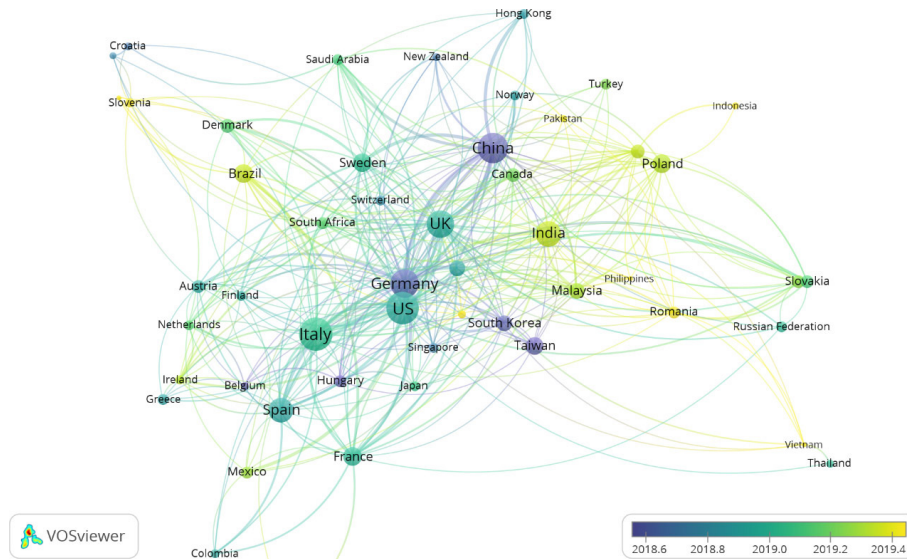 Hong Kong
Croatia
Saudi Arabia
New Zealand
Turkey
Norway
Slovenia
Indonesia
Pakistan
Denmark
China
Sweden
Poland
Brazil
Canada
Switzerland
South Africa
UK
India
Germany
Philippines
Slovakia
Austria
Malaysia
Finland
US
Romania
Netherlands
South Korea
Russian Federation
Italy
Singapore
Taiwan
Ireland
Belgium
Hungary
Japan
Greece
Spain
Vietnam
France
Thailand
Mexico
VOSviewer
2018.6 2018.8 2019.0 2019.2 2019.4
Colombia